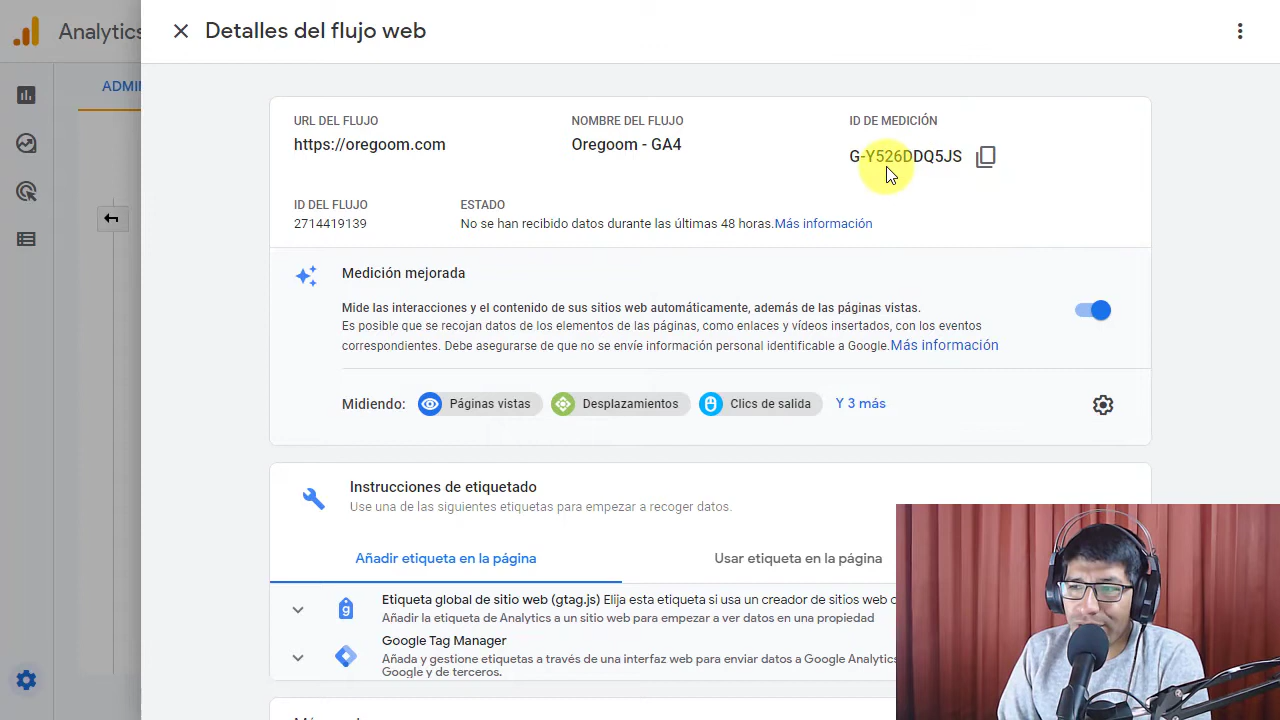 Analytics
Detalles del flujo web
ADMI
URL DEL FLUJO
https://oregoom.com
NOMBRE DEL FLUJO
Oregoom - GA4
ID DE MEDICIÓN
G-Y526DDQ5JS
ID DEL FLUJO
2714419139
ESTADO
No se han recibido datos durante las últimas 48 horas.Más información
Medición mejorada
Mide las interacciones y el contenido de sus sitios web automáticamente, además de las páginas vistas.
Es posible que se recojan datos de los elementos de las páginas, como enlaces y vídeos insertados, con los eventos
correspondientes. Debe asegurarse de que no se envíe información personal identificable a Google.Más información
Midiendo:
Páginas vistas
Desplazamientos
Clics de salida
Y 3 más
Instrucciones de etiquetado
Use una de las siguientes etiquetas para empezar a recoger datos.
Añadir etiqueta en la página
Usar etiqueta en la página
g
Etiqueta global de sitio web (gtag.js) Elija esta etiqueta si usa un creador de sitios web
Añadir la etiqueta de Analytics a un sitio web para empezar a ver datos en una propiedad
Google Tag Manager
Añada y gestione etiquetas a través de una interfaz web para enviar datos a Google Analytics
Google y de terceros.